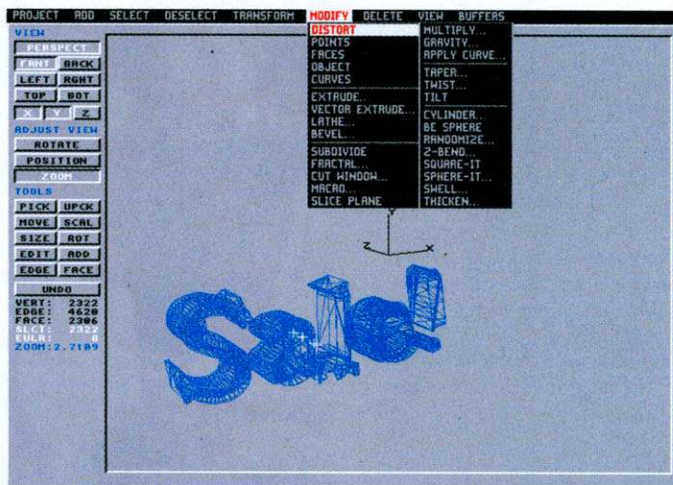 PROJECT ADD SELECT DESELECT TRANSFORM MODIFY DELETE VIEW BUFFERS
VIEW
PERSPECT
FRNT BACK
LEFT RGHT
TOP BOT
X Y Z
ADJUST VIEW
ROTATE
POSITION
ZOOM
TOOLS
PICK UPCK
MOVE SCAL
SIZE ROT
EDIT ADD
EDGE FACE
UNDO
VERT: 2322
EDGE: 4620
FACE: 2306
SLCT: 2322
EULR: 8
ZOOM:2.7109
DISTORT
POINTS
FACES
OBJECT
CURVES
EXTRUDE...
VECTOR EXTRUDE...
LATHE...
BEVEL...
SUBDIVIDE
FRACTAL...
CUT WINDOW...
MACRO...
SLICE PLANE
MULTIPLY...
GRAVITY...
APPLY CURVE...
TAPER...
TWIST...
TILT
CYLINDER...
BE SPHERE
RANDOMIZE...
Z-BEND...
SQUARE-IT
SPHERE-IT...
SWELL...
THICKEN...
Y
Z X